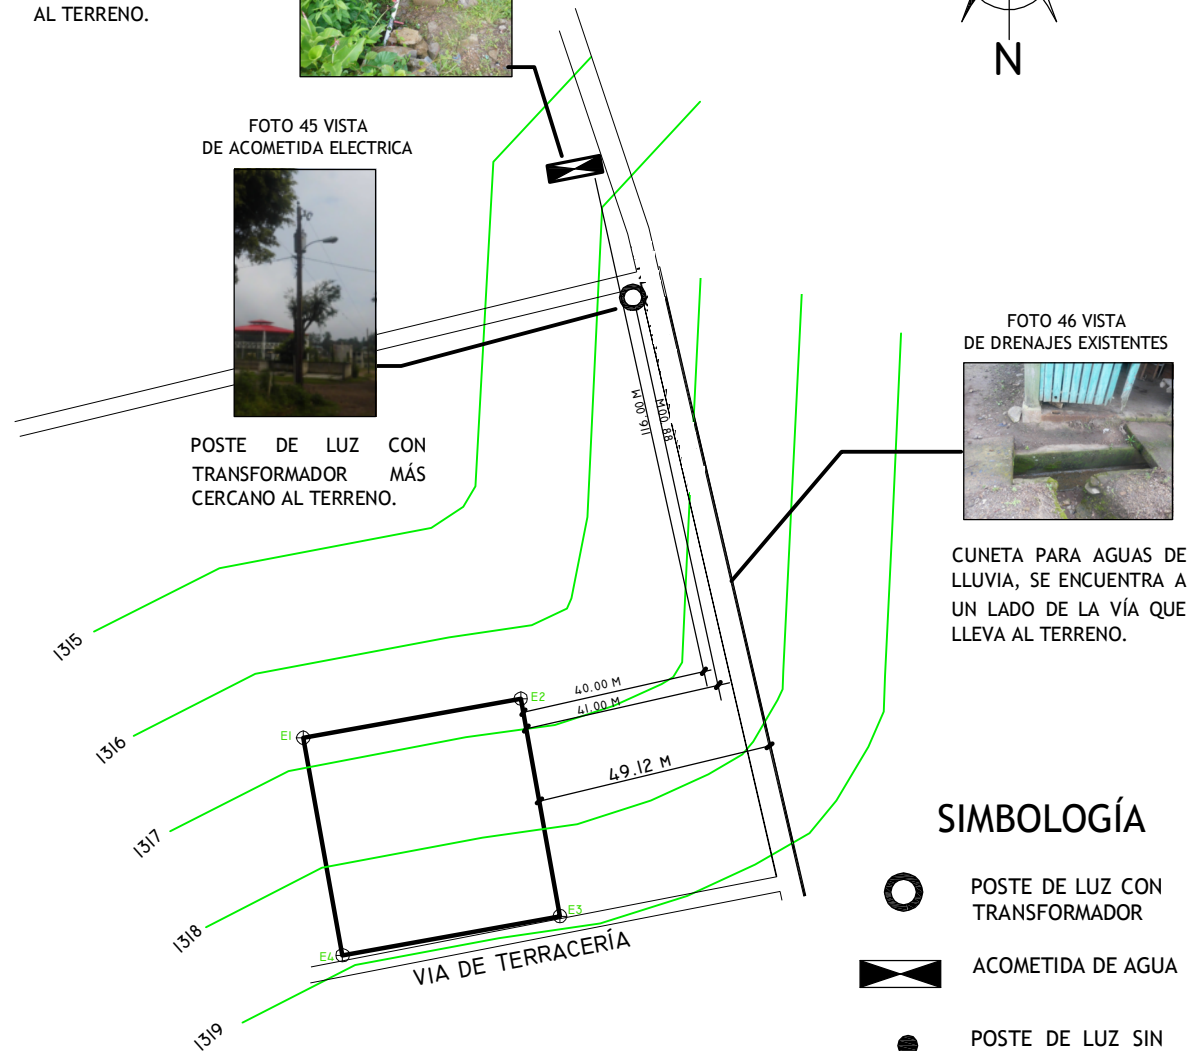 AL TERRENO.
N
FOTO 45 VISTA
DE ACOMETIDA ELECTRICA
POSTE DE LUZ CON
TRANSFORMADOR MÁS
CERCANO AL TERRENO.
FOTO 46 VISTA
DE DRENAJES EXISTENTES
CUNETA PARA AGUAS DE
LLUVIA, SE ENCUENTRA A
UN LADO DE LA VÍA QUE
LLEVA AL TERRENO.
116.00 M
88.00M
1315
1316
1317
1318
1319
E1
E2
E3
E4
40.00 M
41.00 M
49.12 M
VIA DE TERRACERÍA
SIMBOLOGÍA
POSTE DE LUZ CON
TRANSFORMADOR
ACOMETIDA DE AGUA
POSTE DE LUZ SIN